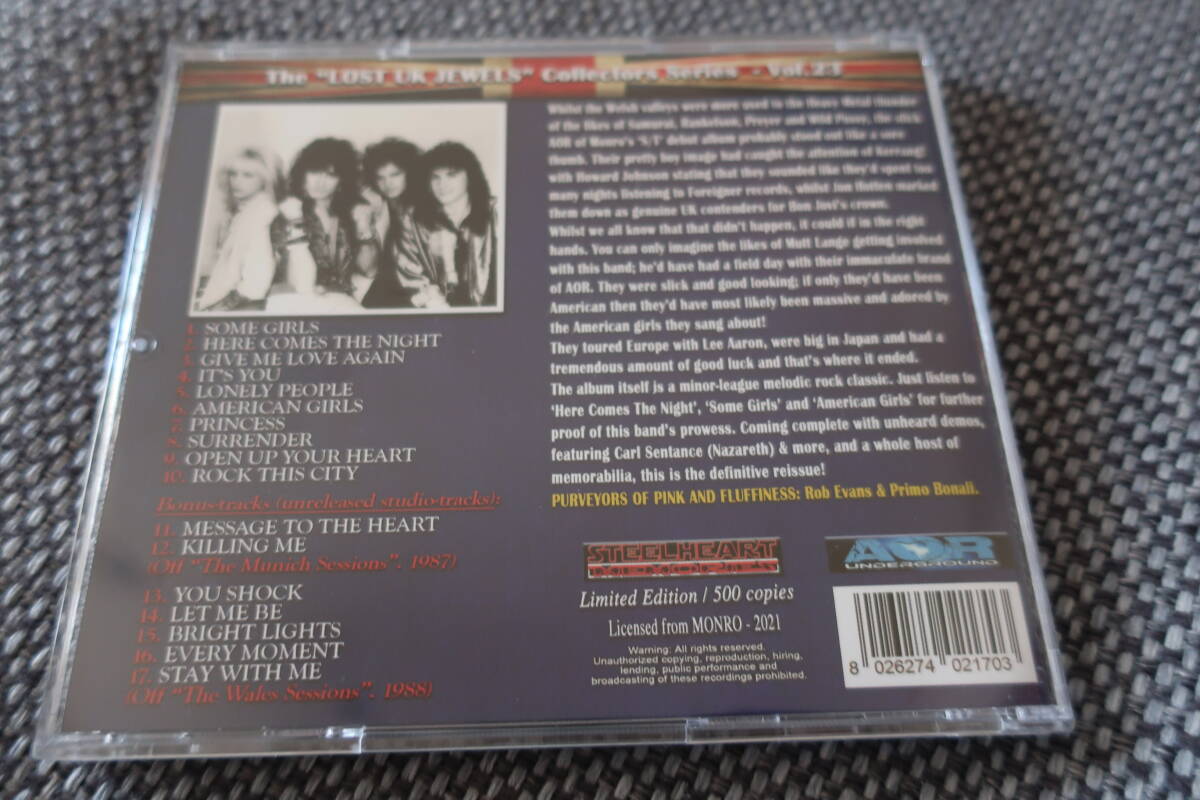 The "LOST UK JEWELS" Collectors Series - Vol.23
1. SOME GIRLS
2. HERE COMES THE NIGHT
3. GIVE ME LOVE AGAIN
4. IT'S YOU
5. LONELY PEOPLE
6. AMERICAN GIRLS
7. PRINCESS
8. SURRENDER
9. OPEN UP YOUR HEART
10. ROCK THIS CITY
Bonus-tracks (unreleased studio-tracks):
11. MESSAGE TO THE HEART
12. KILLING ME
(Off "The Munich Sessions". 1987)
13. YOU SHOCK
14. LET ME BE
15. BRIGHT LIGHTS
16. EVERY MOMENT
17. STAY WITH ME
(Off "The Wales Sessions". 1988)
Whilst the Welsh valleys were more used to the Heavy Metal thunder
of the likes of Samurai, Rankelson, Preyer and Wild Pussy, the slick
AOR of Monro's 'S/T' debut album probably stood out like a sore
thumb. Their pretty boy image had caught the attention of Kerrang!
with Howard Johnson stating that they sounded like they'd spent too
many nights listening to Foreigner records, whilst Jon Hotten marked
them down as genuine UK contenders for Bon Jovi's crown.
Whilst we all know that that didn't happen, it could if in the right
hands. You can only imagine the likes of Mutt Lange getting involved
with this band; he'd have had a field day with their immaculate brand
of AOR. They were slick and good looking; if only they'd have been
American then they'd have most likely been massive and adored by
the American girls they sang about!
They toured Europe with Lee Aaron, were big in Japan and had a
tremendous amount of good luck and that's where it ended.
The album itself is a minor-league melodic rock classic. Just listen to
'Here Comes The Night', 'Some Girls' and 'American Girls' for further
proof of this band's prowess. Coming complete with unheard demos,
featuring Carl Sentance (Nazareth) & more, and a whole host of
memorabilia, this is the definitive reissue!
PURVEYORS OF PINK AND FLUFFINESS: Rob Evans & Primo Bonali.
STEELHEART
MEMORIES
AOR
UNDERGROUND
Limited Edition / 500 copies
Licensed from MONRO - 2021
Warning: All rights reserved.
Unauthorized copying, reproduction, hiring,
lending, public performance and
broadcasting of these recordings prohibited.
8 026274 021703